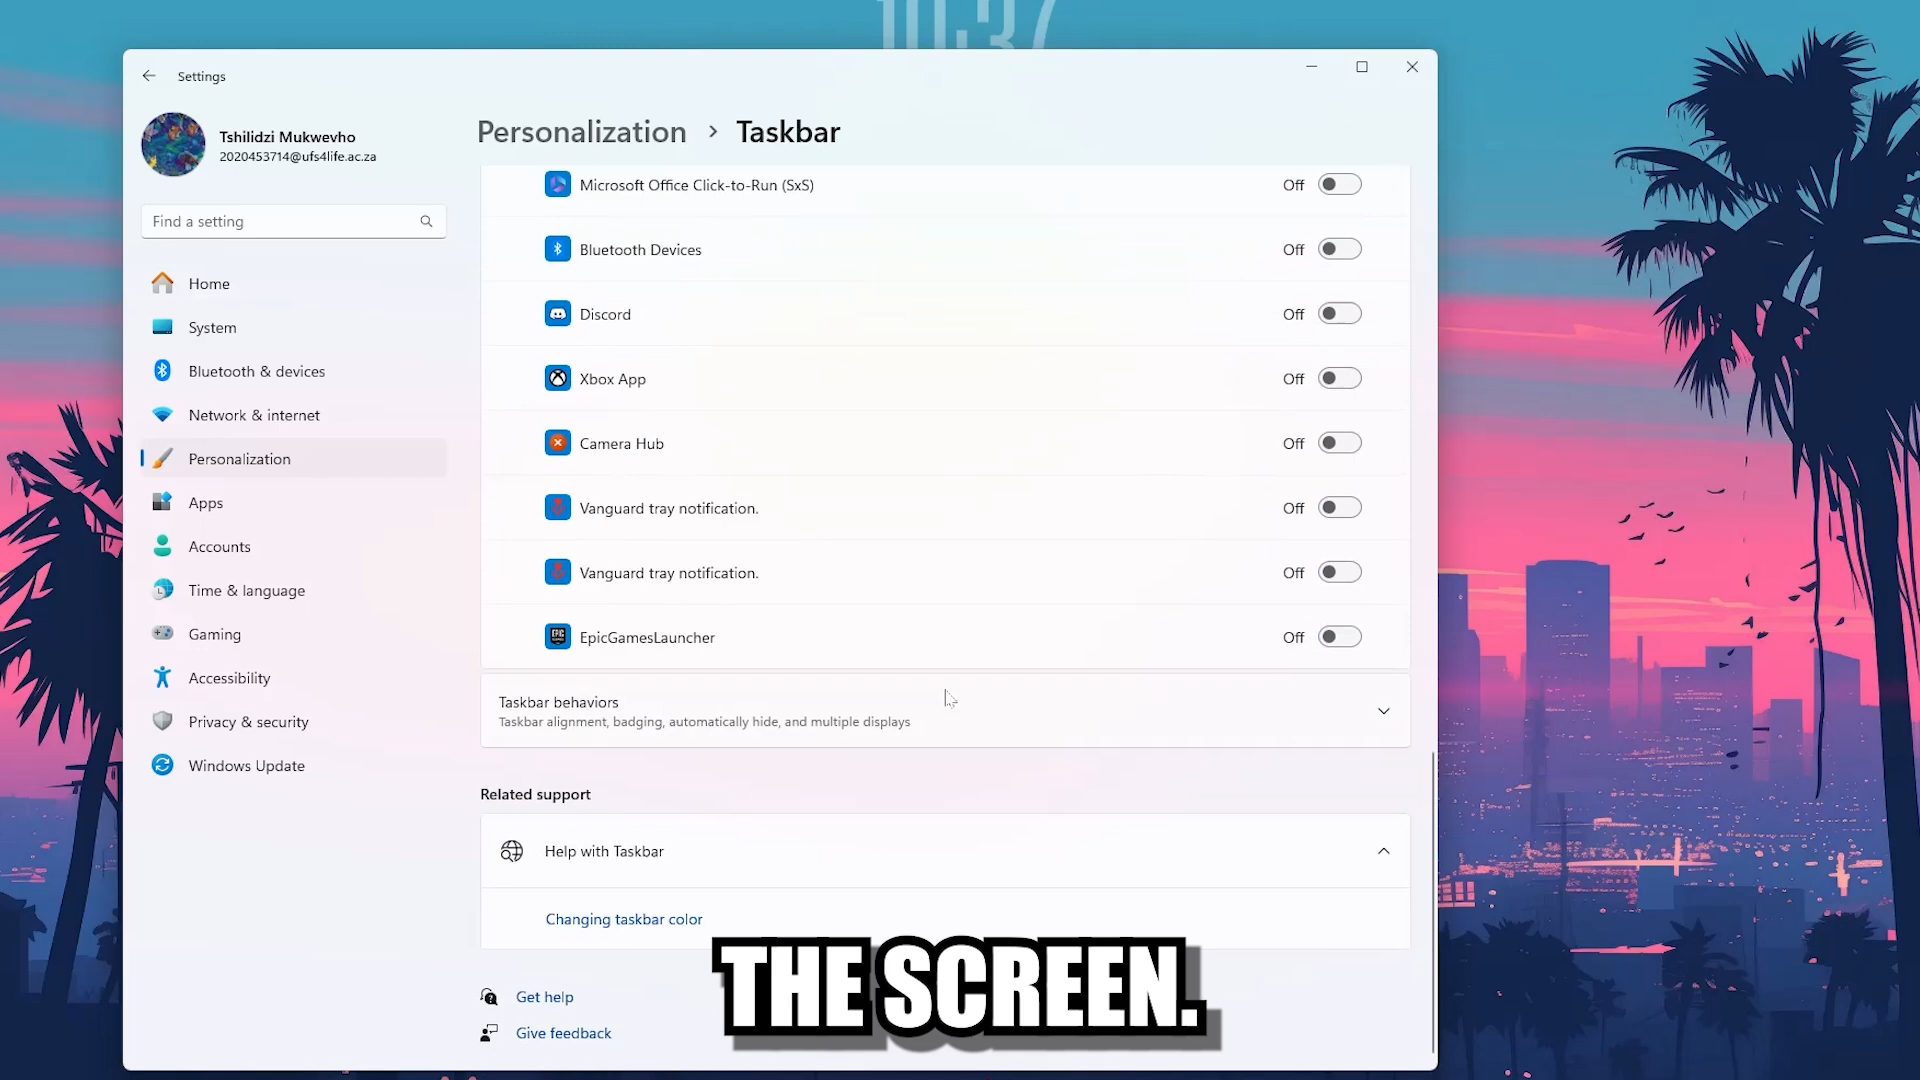 10:37
Settings
Tshilidzi Mukwevho
2020453714@ufs4life.ac.za
Find a setting
Home
System
Bluetooth & devices
Network & internet
Personalization
Apps
Accounts
Time & language
Gaming
Accessibility
Privacy & security
Windows Update
Personalization > Taskbar
Microsoft Office Click-to-Run (SxS) Off
Bluetooth Devices Off
Discord Off
Xbox App Off
Camera Hub Off
Vanguard tray notification. Off
Vanguard tray notification. Off
EPIC EpicGamesLauncher Off
Taskbar behaviors
Taskbar alignment, badging, automatically hide, and multiple displays
Related support
Help with Taskbar
Changing taskbar color
Get help
Give feedback
THE SCREEN.